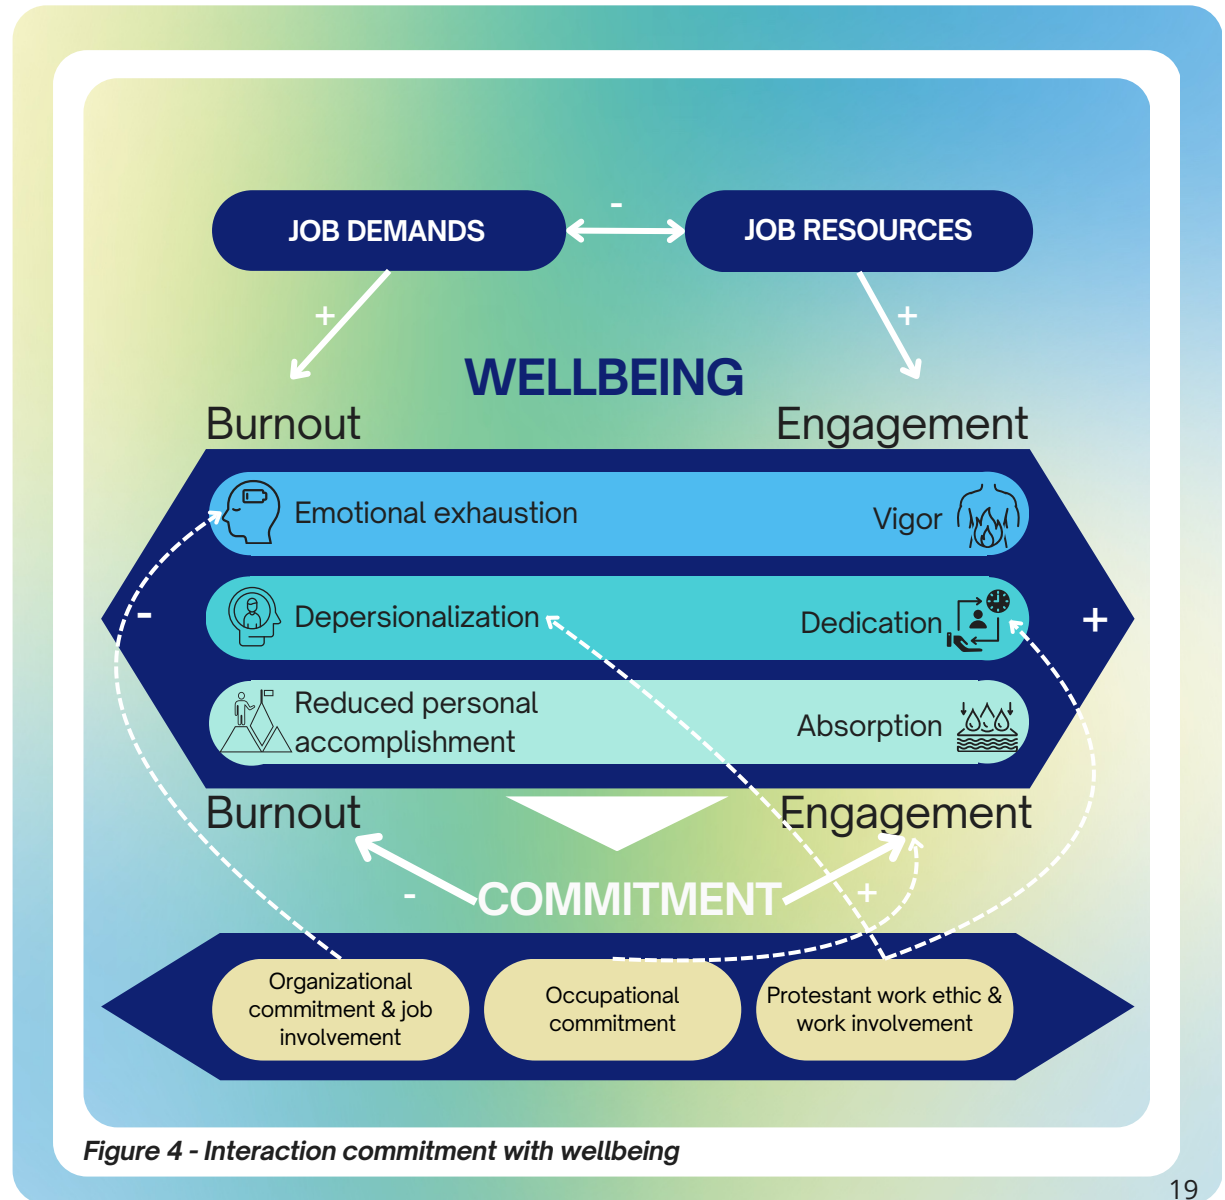 -
JOB DEMANDS
JOB RESOURCES
+
+
WELLBEING
Burnout
Engagement
Emotional exhaustion
Vigor
Depersionalization
Dedication
-
+
Reduced personal
accomplishment
Absorption
Burnout
Engagement
-
COMMITMENT
+
Organizational
commitment & job
involvement
Occupational
commitment
Protestant work ethic &
work involvement
Figure 4 - Interaction commitment with wellbeing
19